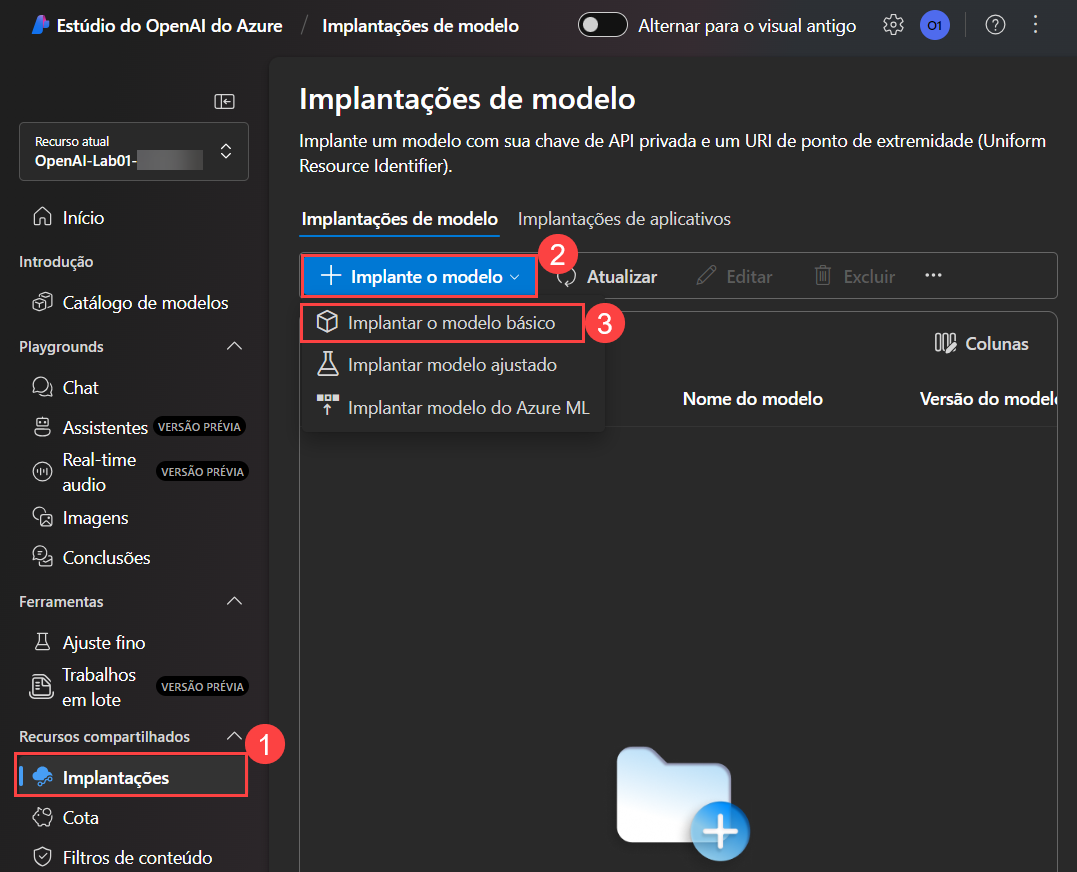 Estúdio do OpenAI do Azure / Implantações de modelo Alternar para o visual antigo O1
Recurso atual
OpenAI-Lab01-
Início
Introdução
Catálogo de modelos
Playgrounds
Chat
Assistentes VERSÃO PRÉVIA
Real-time
audio
VERSÃO PRÉVIA
Imagens
Conclusões
Ferramentas
Ajuste fino
Trabalhos
em lote
VERSÃO PRÉVIA
Recursos compartilhados
1
Implantações
Cota
Filtros de conteúdo
Implantações de modelo
Implante um modelo com sua chave de API privada e um URI de ponto de extremidade (Uniform
Resource Identifier).
Implantações de modelo Implantações de aplicativos
Implante o modelo 2 Atualizar Editar Excluir ...
Implantar o modelo básico 3
Implantar modelo ajustado
Implantar modelo do Azure ML
Colunas
Nome do modelo Versão do modelo